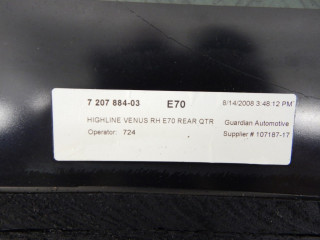 7 207 884-03 E70 8/14/2008 3:48:12 PM
HIGHLINE VENUS RH E70 REAR QTR Guardian Automotive
Operator: 724 Supplier # 107187-17